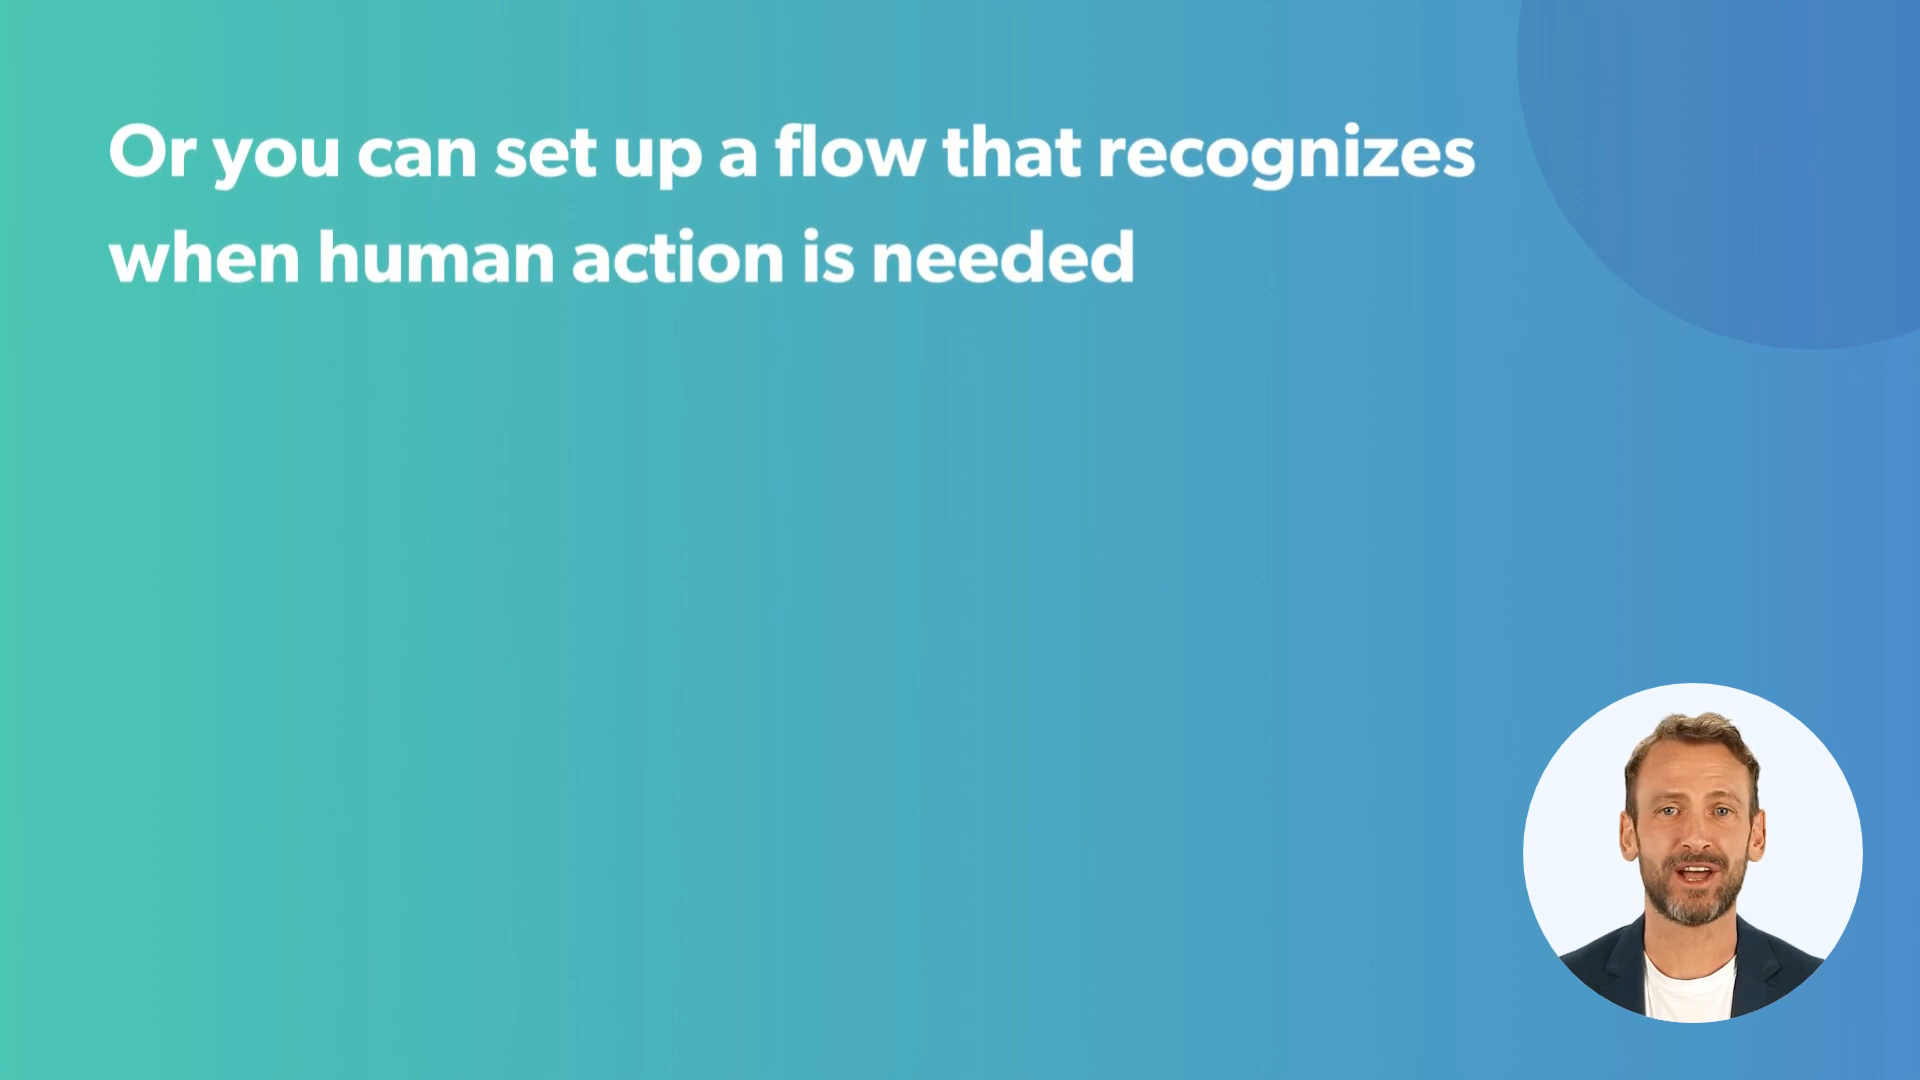 Or you can set up a flow that recognizes
when human action is needed